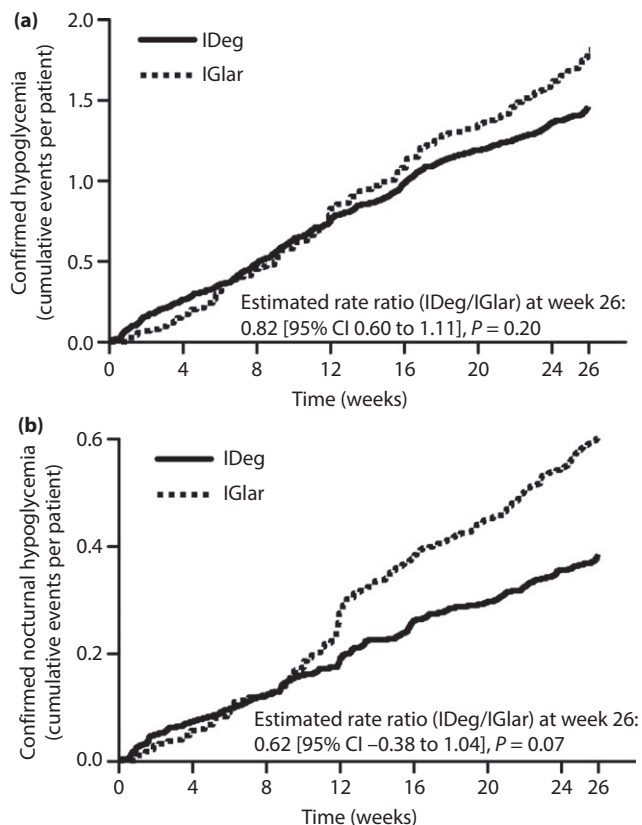 (a)
2.0
1.5
1.0
0.5
0.0
Confirmed hypoglycemia
(cumulative events per patient)
IDeg
IGlar
Estimated rate ratio (IDeg/IGlar) at week 26:
0.82 [95% CI 0.60 to 1.11], P = 0.20
0 4 8 12 16 20 24 26
Time (weeks)
(b)
0.6
0.4
0.2
0.0
Confirmed nocturnal hypoglycemia
(cumulative events per patient)
IDeg
IGlar
Estimated rate ratio (IDeg/IGlar) at week 26:
0.62 [95% CI –0.38 to 1.04], P = 0.07
0 4 8 12 16 20 24 26
Time (weeks)